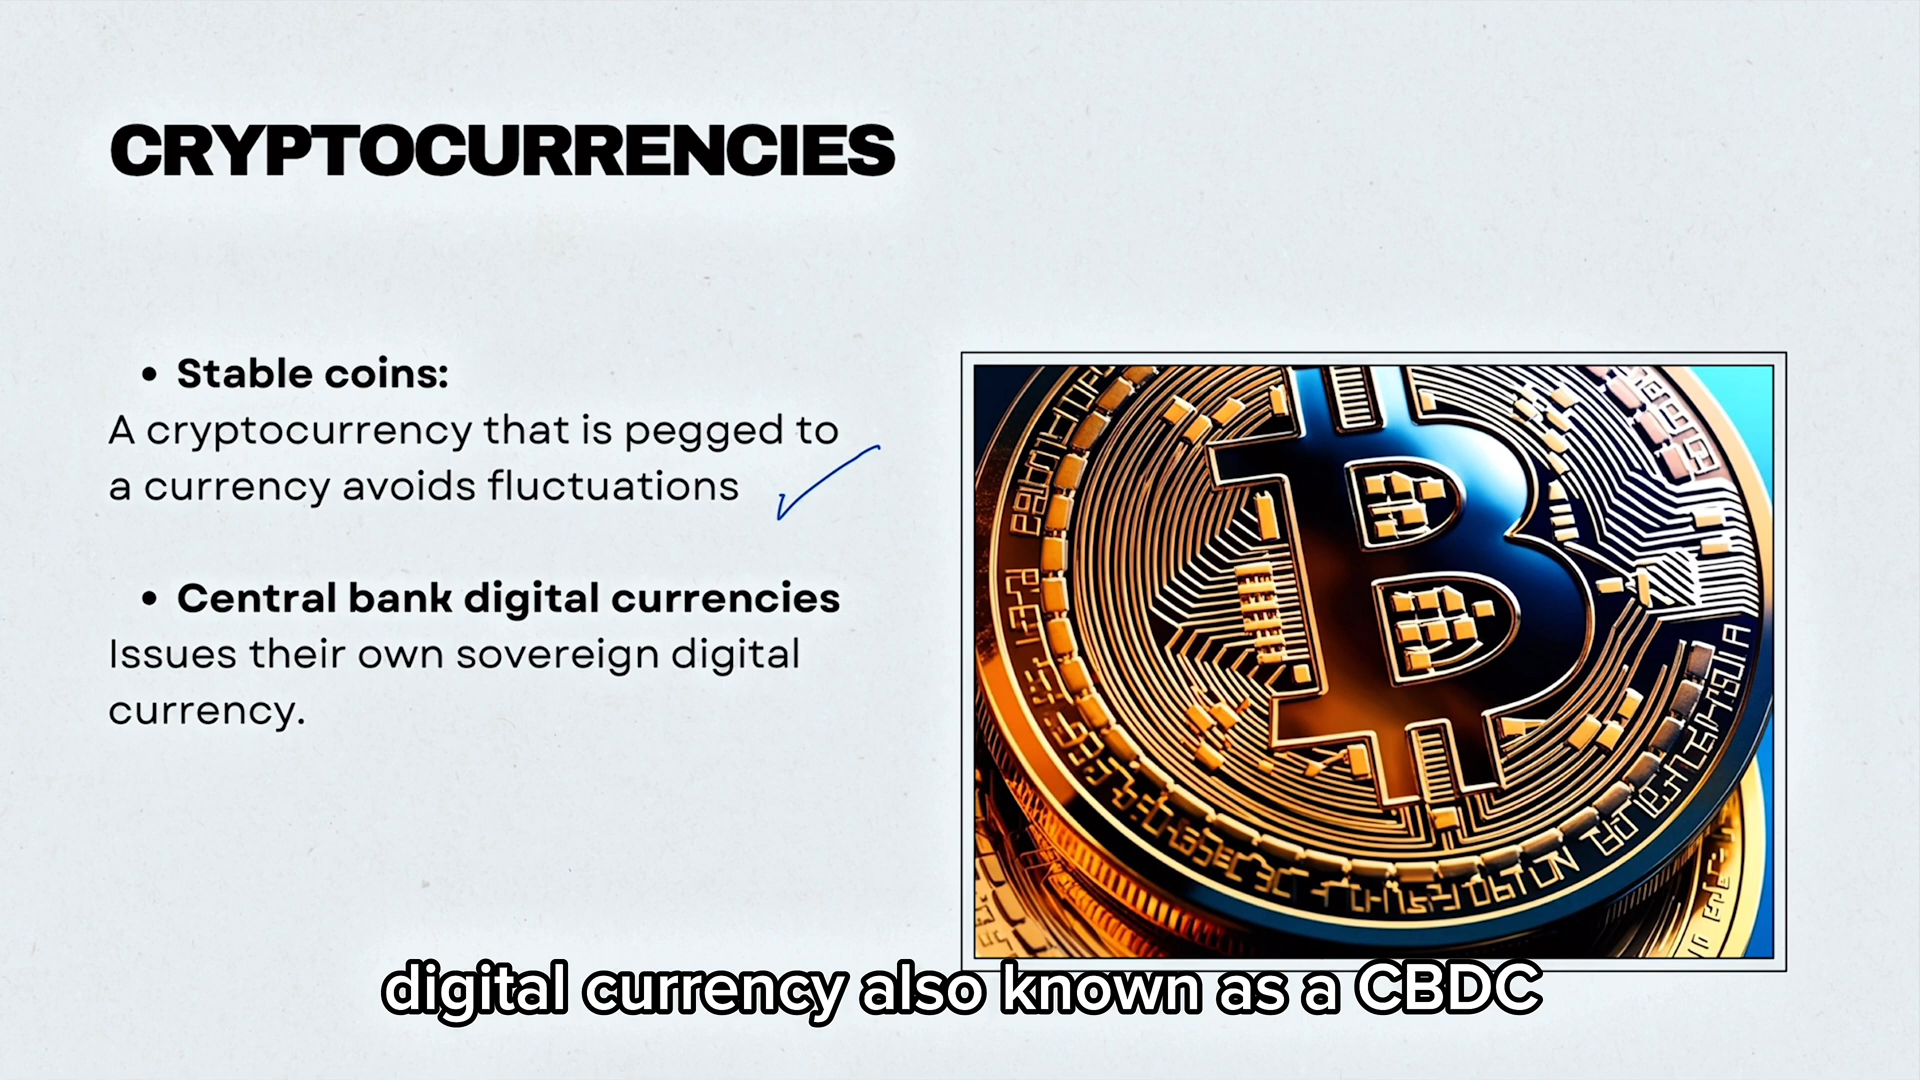 CRYPTOCURRENCIES
• Stable coins:
A cryptocurrency that is pegged to
a currency avoids fluctuations
• Central bank digital currencies
Issues their own sovereign digital
currency.
digital currency also known as a CBDC